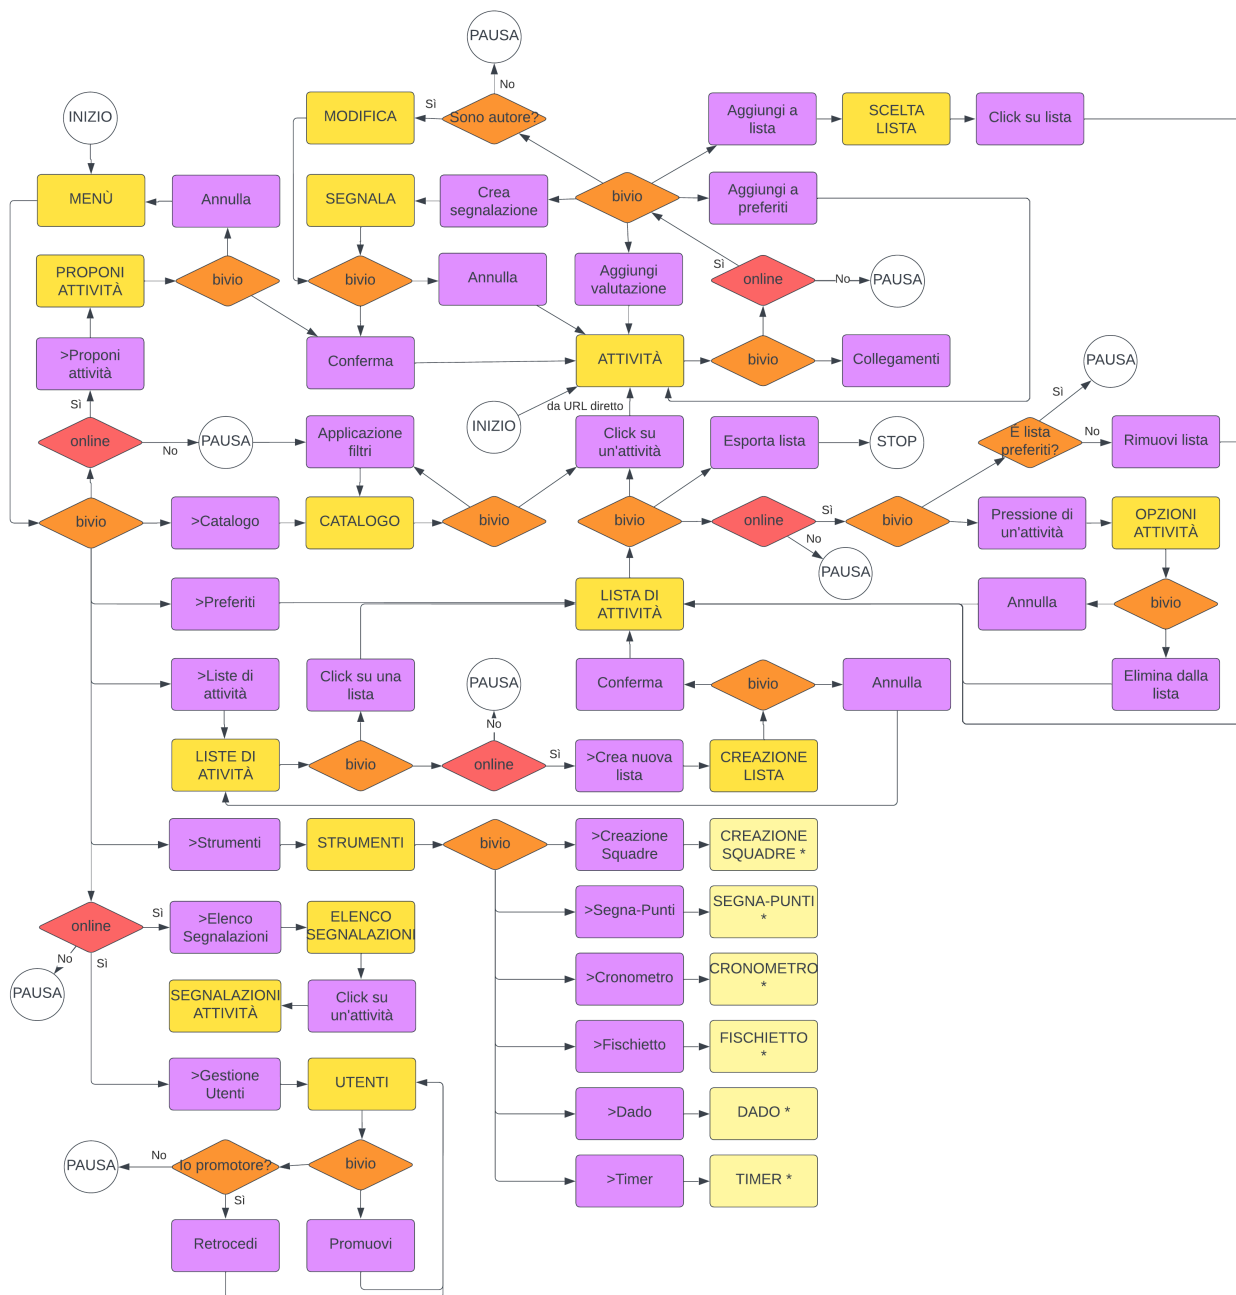 PAUSA
No
INIZIO
MODIFICA
Sì
Sono autore?
Aggiungi a
lista
SCELTA
LISTA
Click su lista
MENÙ
Annulla
SEGNALA
Crea
segnalazione
bivio
Aggiungi a
preferiti
PROPONI
ATTIVITÀ
bivio
bivio
Annulla
Aggiungi
valutazione
Sì
online
No
PAUSA
>Proponi
attività
Conferma
ATTIVITÀ
bivio
Collegamenti
PAUSA
Sì
Sì
da URL diretto
INIZIO
online
No
PAUSA
Applicazione
filtri
Click su
un'attività
Esporta lista
STOP
È lista
preferiti?
No
Rimuovi lista
bivio
>Catalogo
CATALOGO
bivio
bivio
online
Sì
No
PAUSA
bivio
Pressione di
un'attività
OPZIONI
ATTIVITÀ
>Preferiti
LISTA DI
ATTIVITÀ
Annulla
bivio
>Liste di
attività
Click su una
lista
PAUSA
No
Conferma
bivio
Annulla
Elimina dalla
lista
LISTE DI
ATIVITÀ
bivio
online
Sì
>Crea nuova
lista
CREAZIONE
LISTA
>Strumenti
STRUMENTI
bivio
>Creazione
Squadre
CREAZIONE
SQUADRE *
online
Sì
No
Sì
PAUSA
>Elenco
Segnalazioni
ELENCO
SEGNALAZIONI
>Segna-Punti
SEGNA-PUNTI
*
SEGNALAZIONI
ATTIVITÀ
Click su
un'attività
>Cronometro
CRONOMETRO
*
>Fischietto
FISCHIETTO
*
>Gestione
Utenti
UTENTI
>Dado
DADO *
PAUSA
No
Io promotore?
Sì
bivio
>Timer
TIMER *
Retrocedi
Promuovi